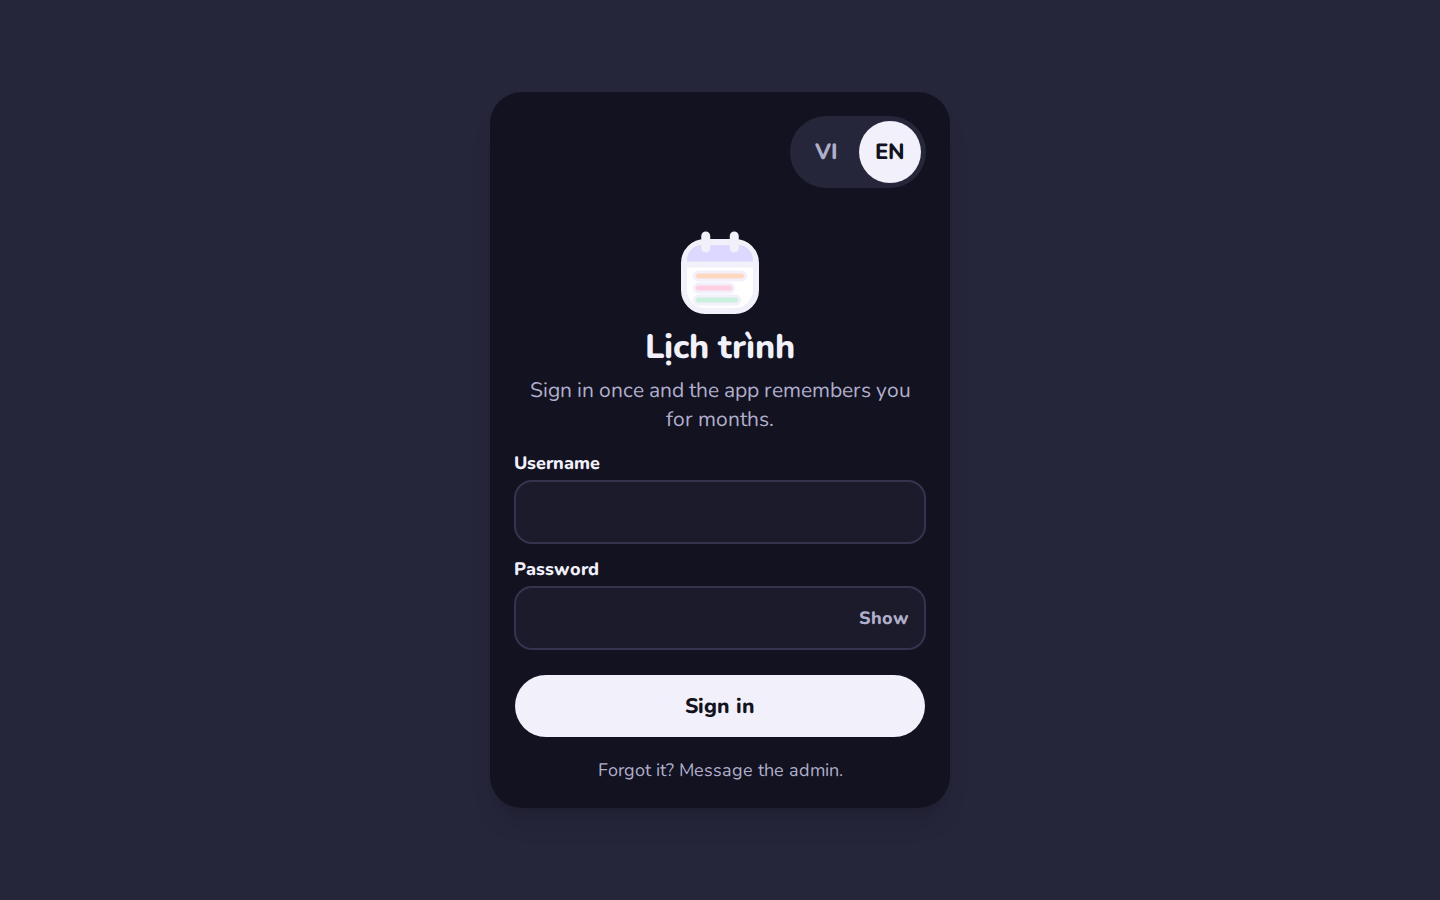 VI EN
Lịch trình
Sign in once and the app remembers you
for months.
Username
Password
Show
Sign in
Forgot it? Message the admin.